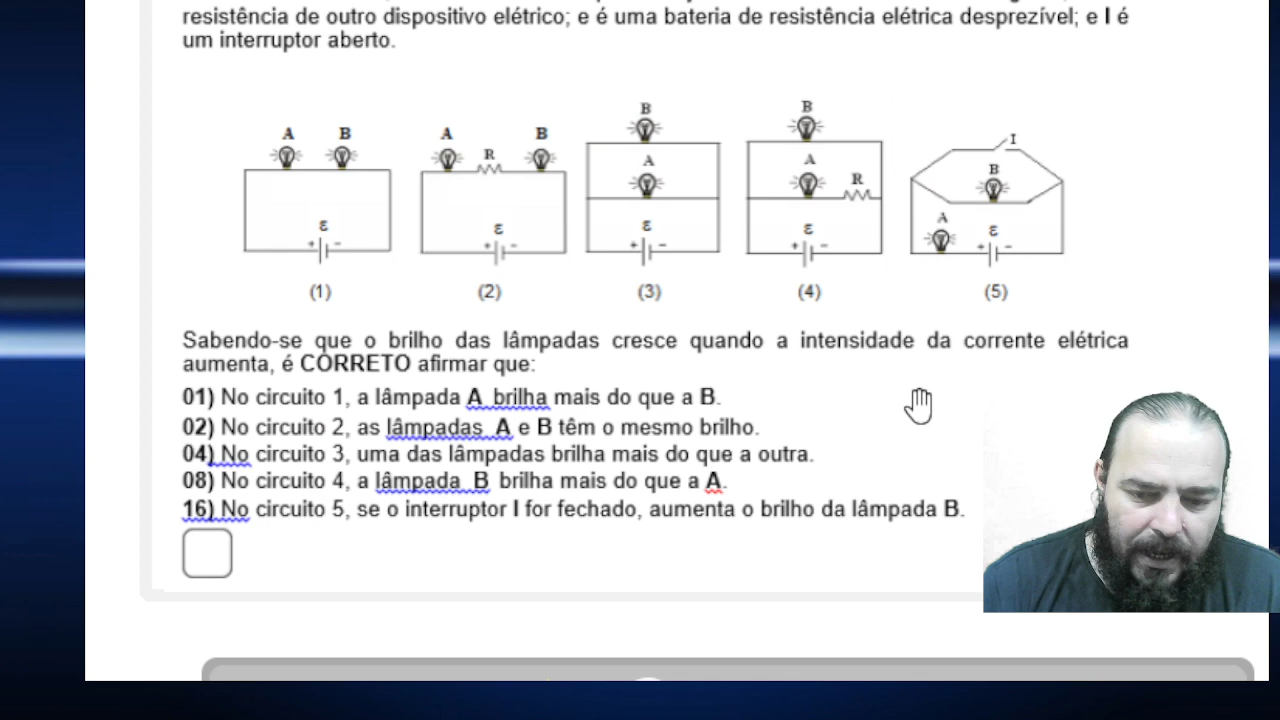 resistência de outro dispositivo elétrico; e é uma bateria de resistência elétrica desprezível; e I é
um interruptor aberto.
A B
A R B
B
A
B
A
R
I
B
A
ε
+ -
ε
+ -
ε
+ -
ε
+ -
ε
+ -
(1) (2) (3) (4) (5)
Sabendo-se que o brilho das lâmpadas cresce quando a intensidade da corrente elétrica
aumenta, é CORRETO afirmar que:
01) No circuito 1, a lâmpada A brilha mais do que a B.
02) No circuito 2, as lâmpadas A e B têm o mesmo brilho.
04) No circuito 3, uma das lâmpadas brilha mais do que a outra.
08) No circuito 4, a lâmpada B brilha mais do que a A.
16) No circuito 5, se o interruptor I for fechado, aumenta o brilho da lâmpada B.